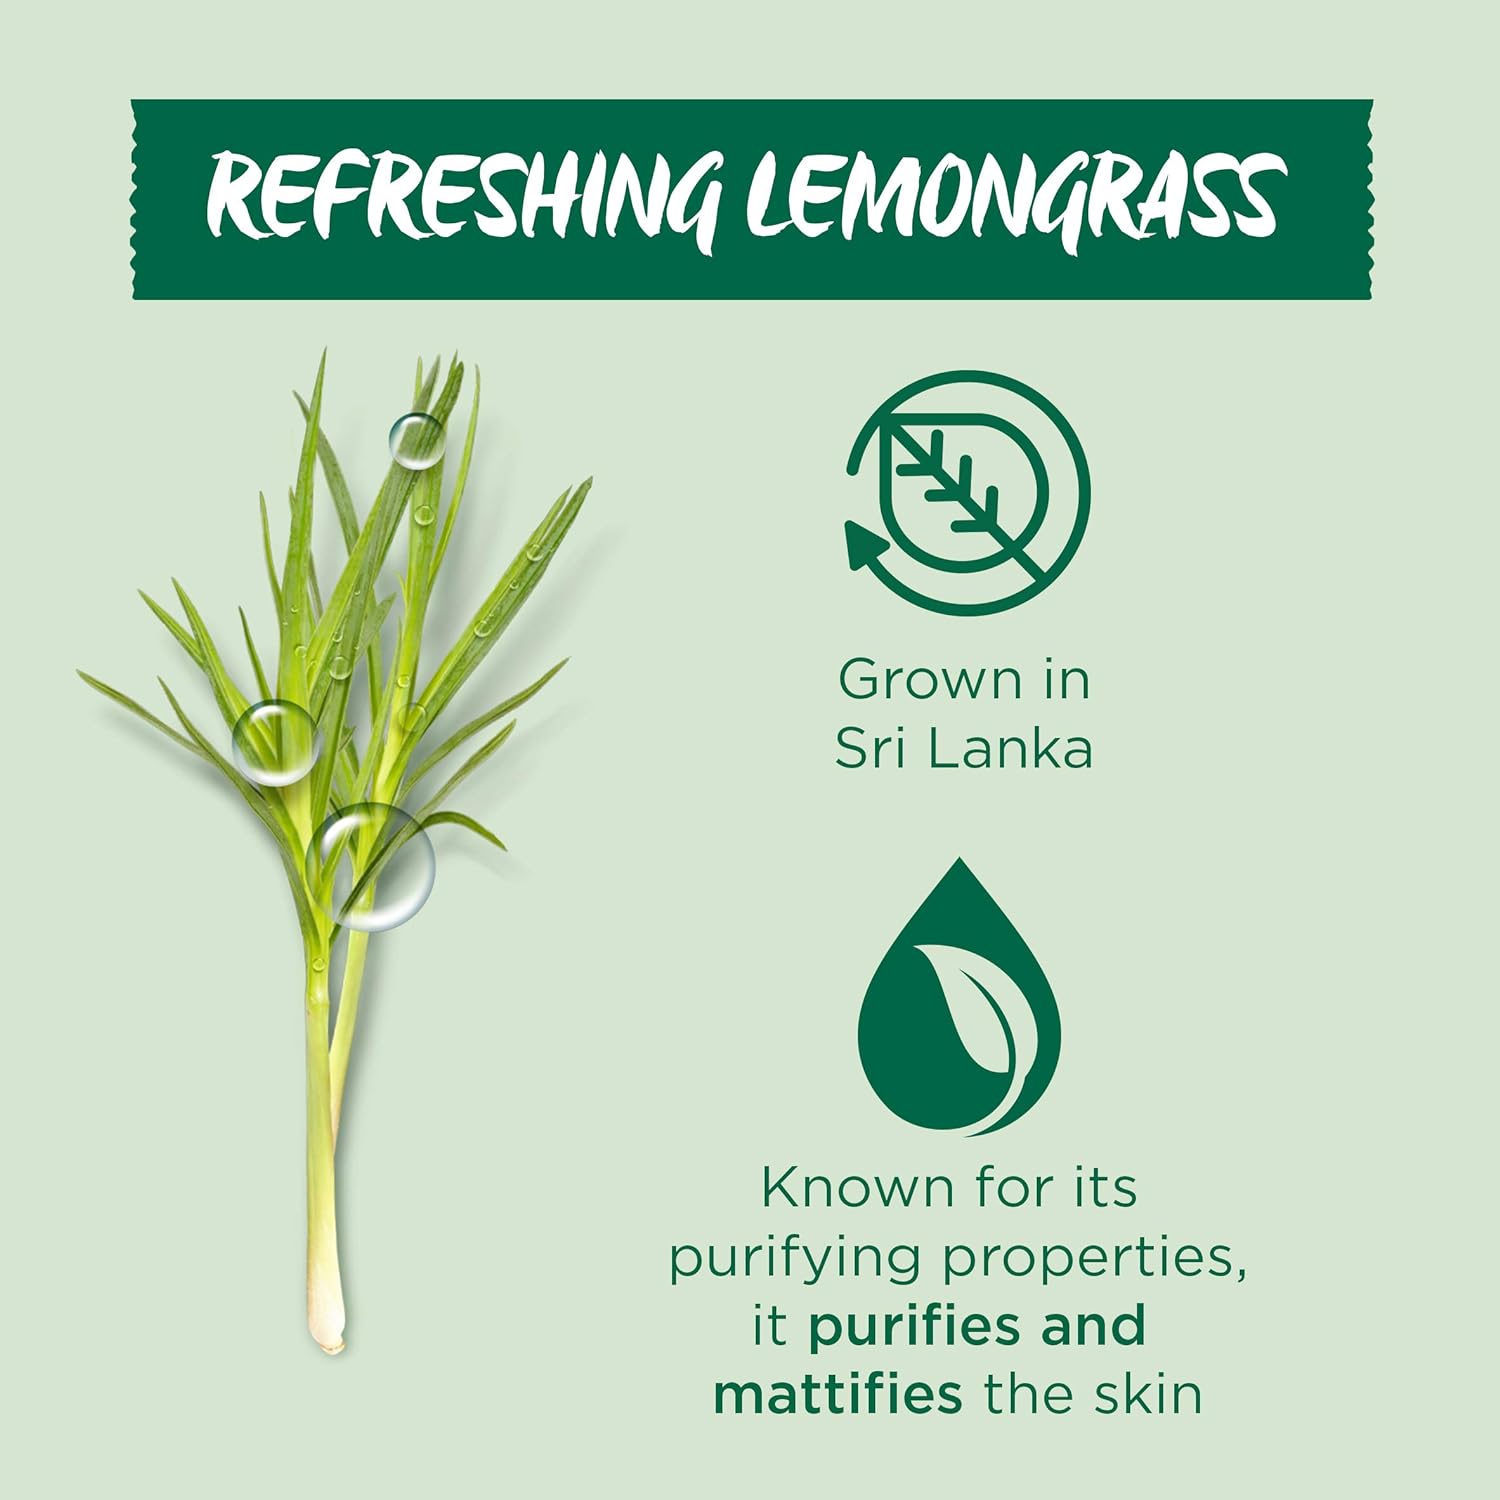 REFRESHING LEMONGRASS
Grown in
Sri Lanka
Known for its
purifying properties,
it purifies and
mattifies the skin